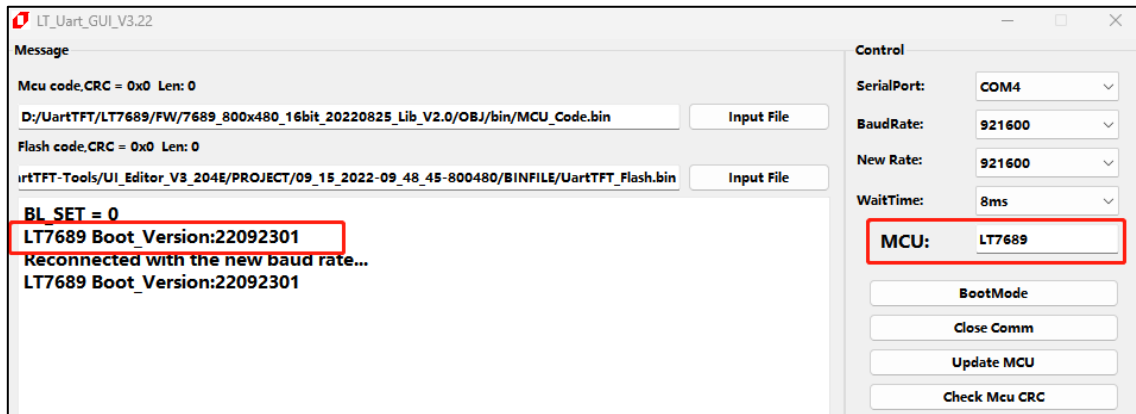 LT_Uart_GUI_V3.22
Message
Mcu code,CRC = 0x0 Len: 0
D:/UartTFT/LT7689/FW/7689_800x480_16bit_20220825_Lib_V2.0/OBJ/bin/MCU_Code.bin
Input File
Flash code,CRC = 0x0 Len: 0
ırtTFT-Tools/UI_Editor_V3_204E/PROJECT/09_15_2022-09_48_45-800480/BINFILE/UartTFT_Flash.bin
Input File
BL_SET = 0
LT7689 Boot_Version:22092301
Reconnected with the new baud rate...
LT7689 Boot_Version:22092301
Control
SerialPort:
COM4
BaudRate:
921600
New Rate:
921600
WaitTime:
8ms
MCU:
LT7689
BootMode
Close Comm
Update MCU
Check Mcu CRC